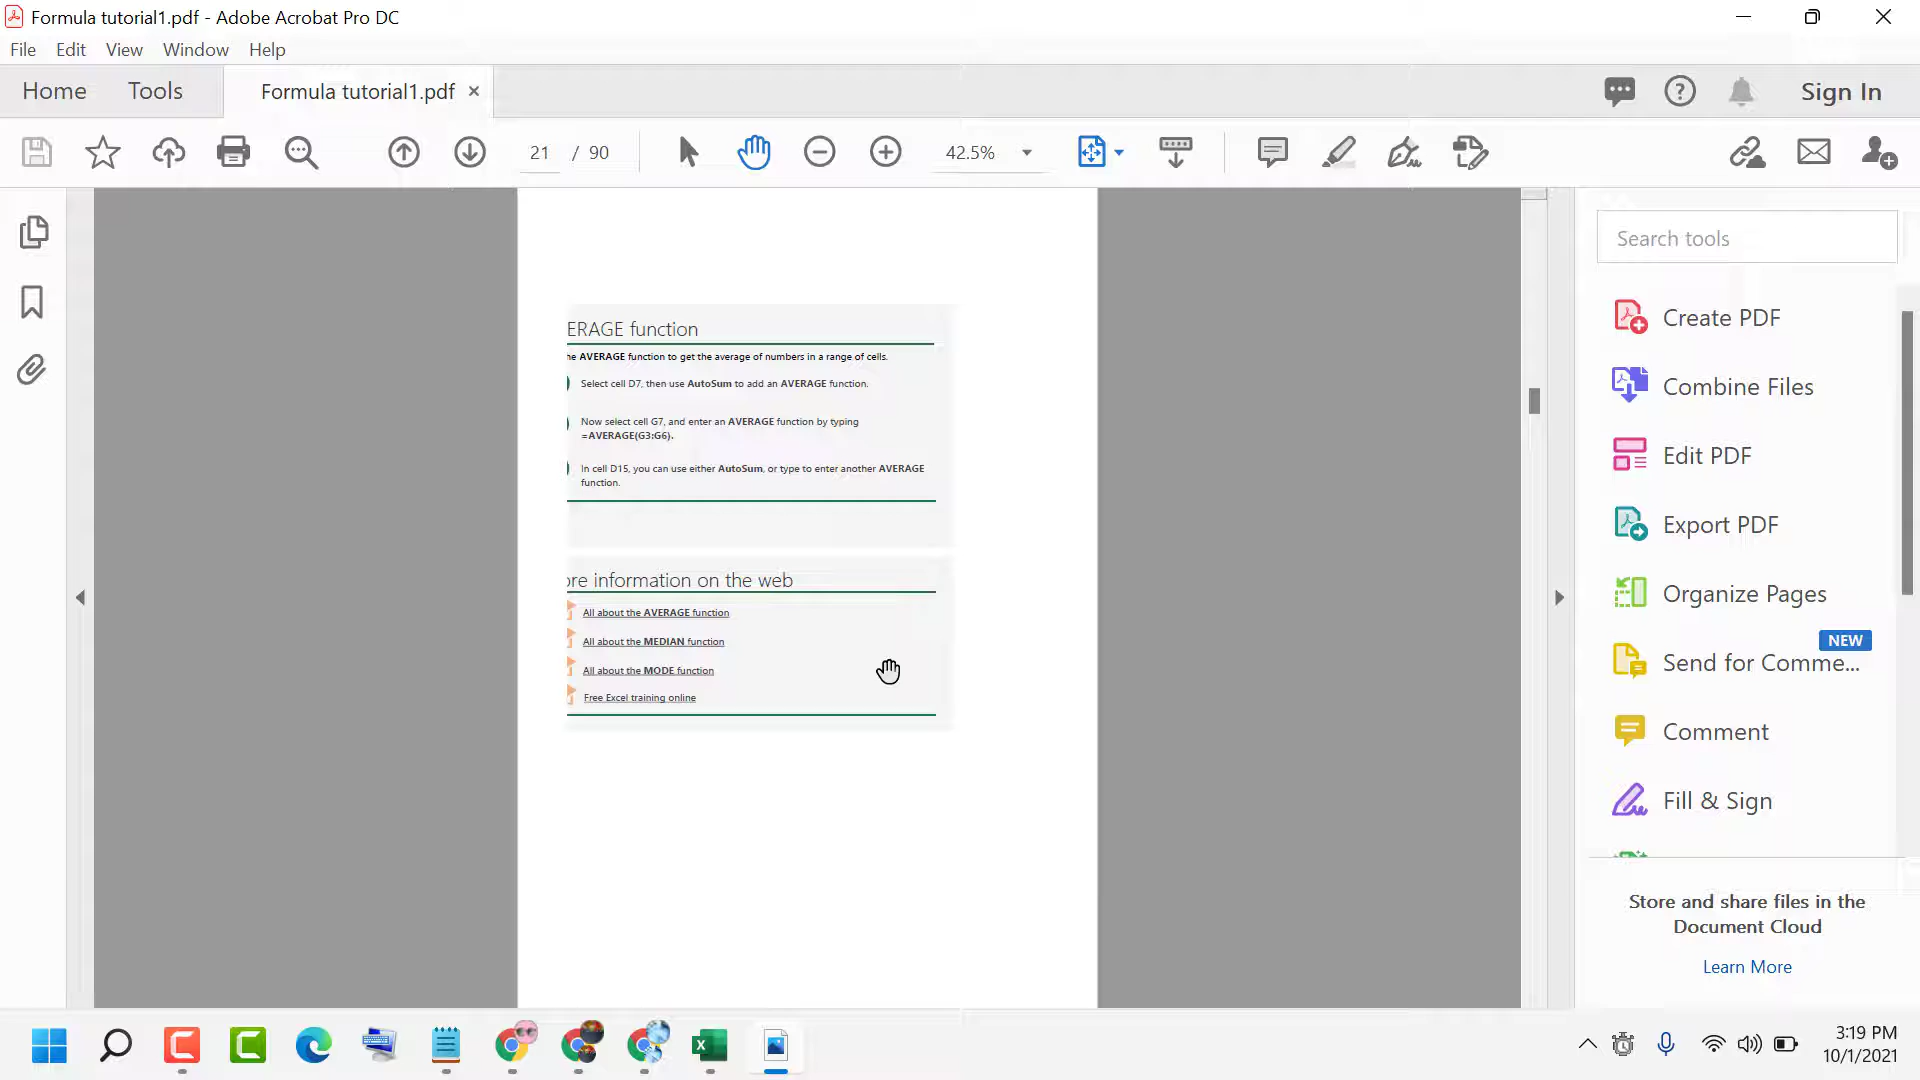 Formula tutorial1.pdf - Adobe Acrobat Pro DC
File Edit View Window Help
Home Tools Formula tutorial1.pdf × Sign In
21 / 90 42.5%
Search tools
Create PDF
Combine Files
Edit PDF
Export PDF
Organize Pages
NEW
Send for Comme...
Comment
Fill & Sign
Store and share files in the
Document Cloud
Learn More
ERAGE function
he AVERAGE function to get the average of numbers in a range of cells.
Select cell D7, then use AutoSum to add an AVERAGE function.
Now select cell G7, and enter an AVERAGE function by typing
=AVERAGE(G3:G6).
In cell D15, you can use either AutoSum, or type to enter another AVERAGE
function.
ore information on the web
All about the AVERAGE function
All about the MEDIAN function
All about the MODE function
Free Excel training online
3:19 PM
10/1/2021